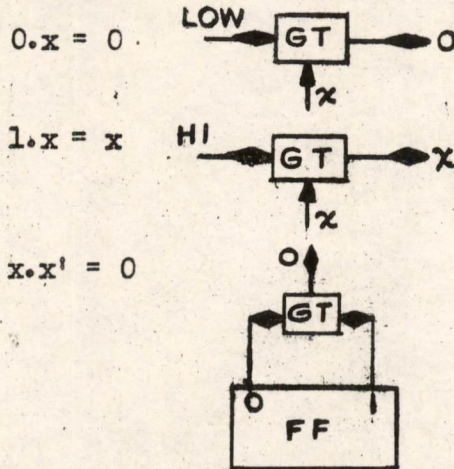 LOW
0.x = 0 GT 0
x
HI
1.x = x GT x
x
0
x.x' = 0
GT
0 1
FF